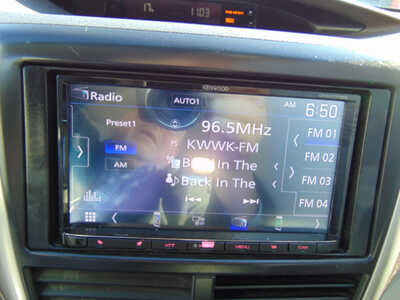 1103
KENWOOD
Radio
AUTO1
AM 6:50
Preset1
96.5MHz
FM 01
FM
KWWK-FM
FM 02
AM
Back In The
FM 03
Back In The
FM 04
ATT
MENU